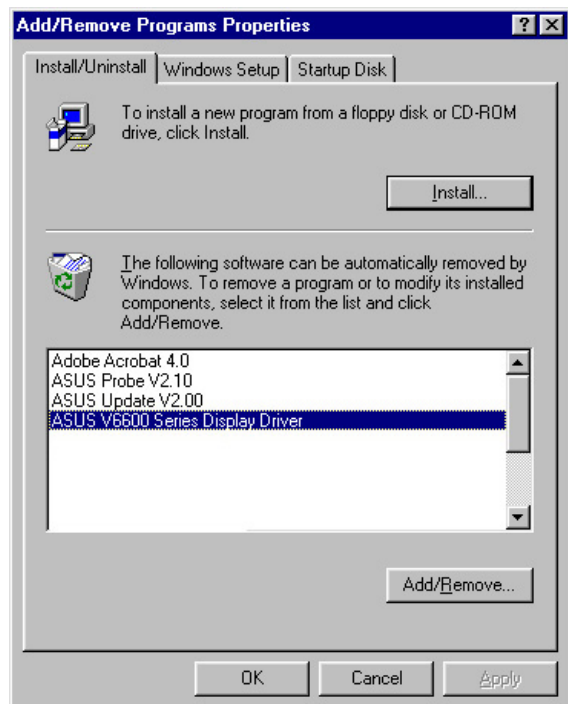 Add/Remove Programs Properties
Install/Uninstall
Windows Setup
Startup Disk
To install a new program from a floppy disk or CD-ROM
drive, click Install.
Install...
The following software can be automatically removed by
Windows. To remove a program or to modify its installed
components, select it from the list and click
Add/Remove.
Adobe Acrobat 4.0
ASUS Probe V2.10
ASUS Update V2.00
ASUS V6600 Series Display Driver
Add/Remove...
OK
Cancel
Apply